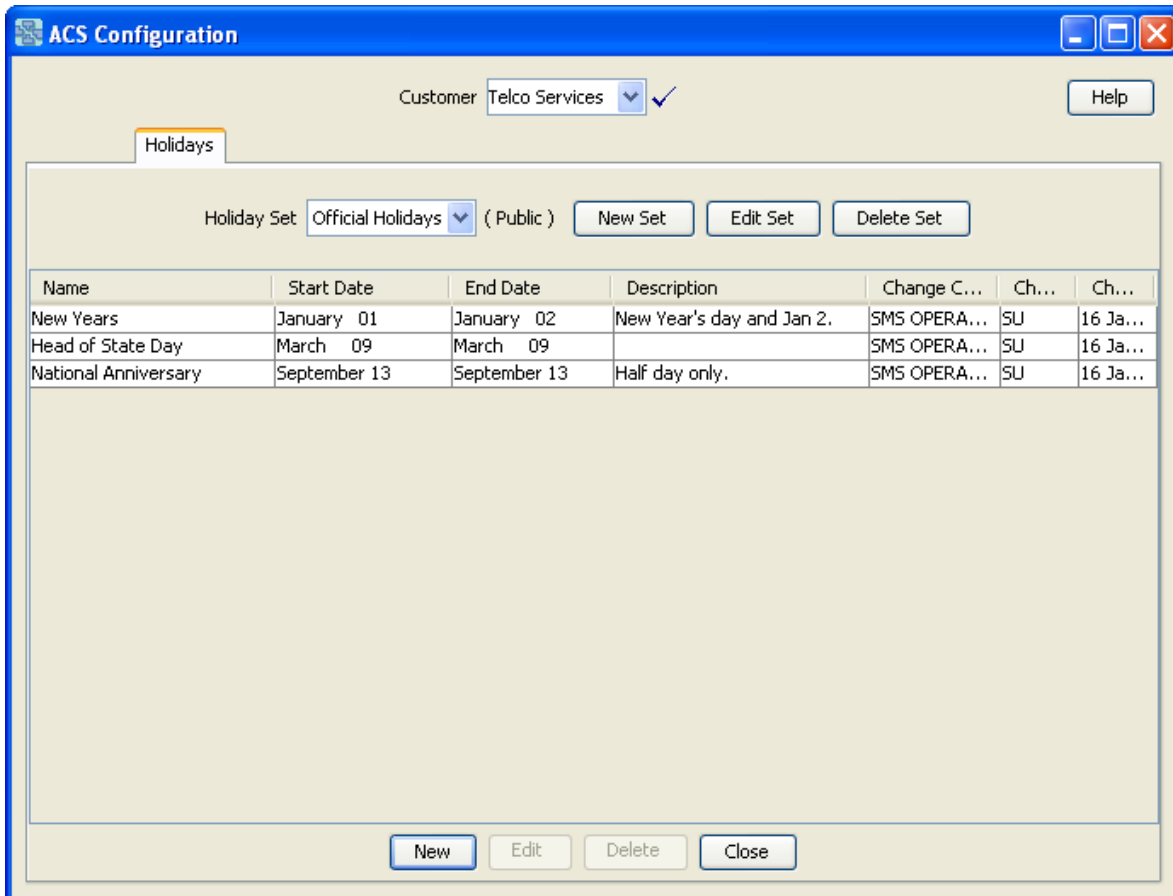 ACS Configuration
Customer Telco Services Help
Holidays
Holiday Set Official Holidays ( Public ) New Set Edit Set Delete Set
Name Start Date End Date Description Change C... Ch... Ch...
New Years January 01 January 02 New Year's day and Jan 2. SMS OPERA... SU 16 Ja...
Head of State Day March 09 March 09 SMS OPERA... SU 16 Ja...
National Anniversary September 13 September 13 Half day only. SMS OPERA... SU 16 Ja...
New Edit Delete Close